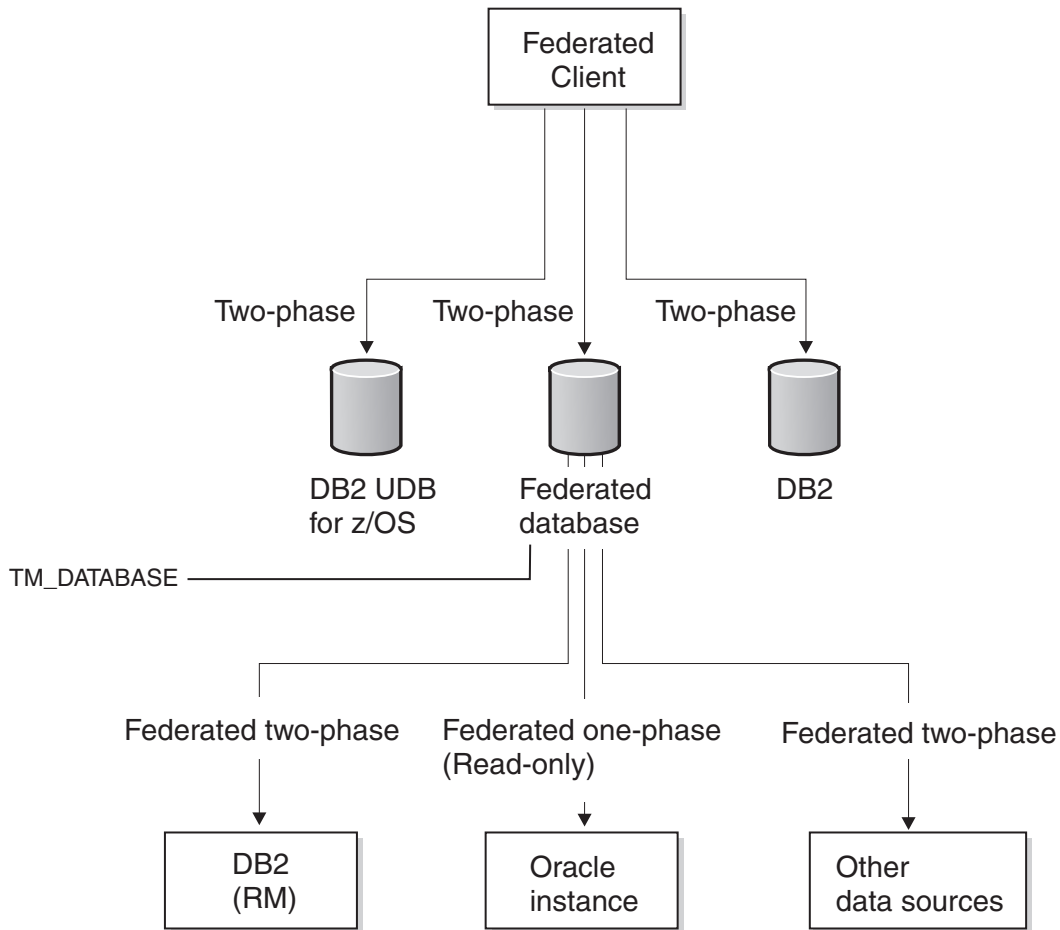 Federated
Client
Two-phase
Two-phase
Two-phase
DB2 UDB
for z/OS
Federated
database
DB2
TM_DATABASE
Federated two-phase
Federated one-phase
(Read-only)
Federated two-phase
DB2
(RM)
Oracle
instance
Other
data sources